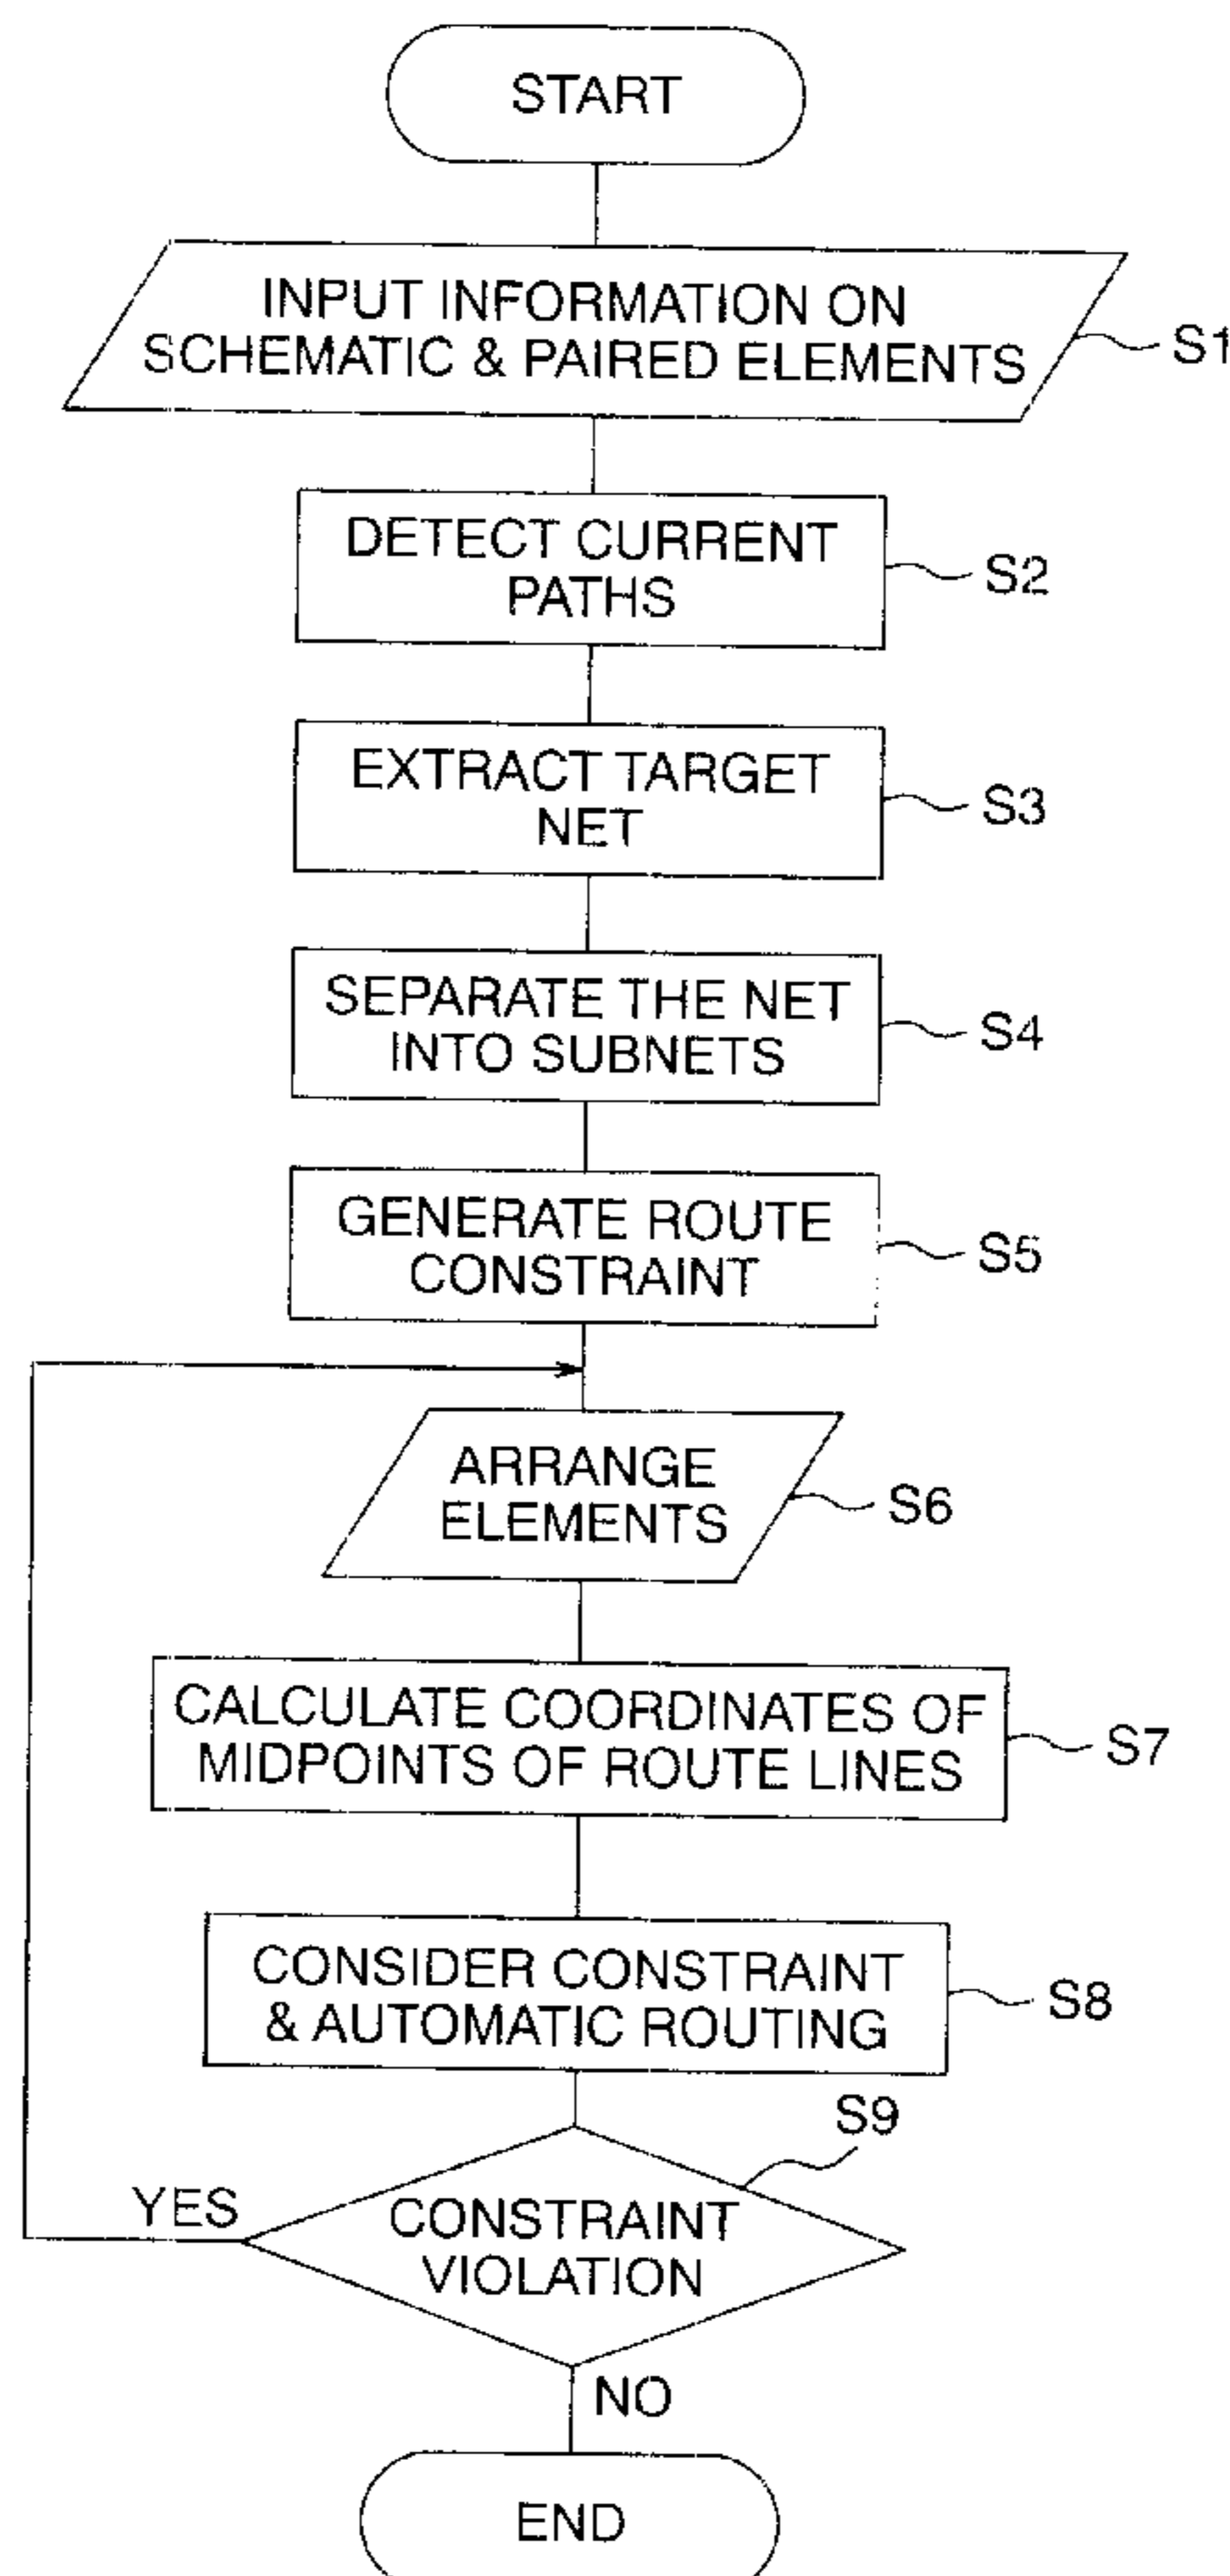 START
INPUT INFORMATION ON
SCHEMATIC & PAIRED ELEMENTS
S1
DETECT CURRENT
PATHS
S2
EXTRACT TARGET
NET
S3
SEPARATE THE NET
INTO SUBNETS
S4
GENERATE ROUTE
CONSTRAINT
S5
ARRANGE
ELEMENTS
S6
CALCULATE COORDINATES OF
MIDPOINTS OF ROUTE LINES
S7
CONSIDER CONSTRAINT
& AUTOMATIC ROUTING
S8
S9
YES
CONSTRAINT
VIOLATION
NO
END